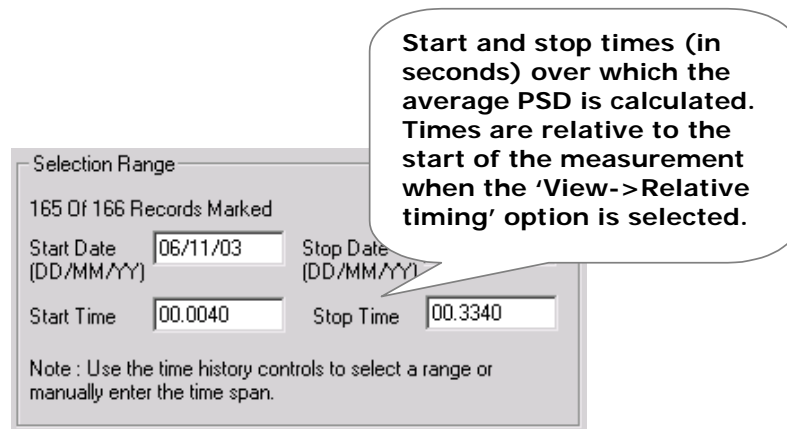 Start and stop times (in
seconds) over which the
average PSD is calculated.
Times are relative to the
start of the measurement
when the ‘View->Relative
timing’ option is selected.
Selection Range
165 Of 166 Records Marked
Start Date 06/11/03 Stop Date
(DD/MM/YY) (DD/MM/YY)
Start Time 00.0040 Stop Time 00.3340
Note : Use the time history controls to select a range or
manually enter the time span.